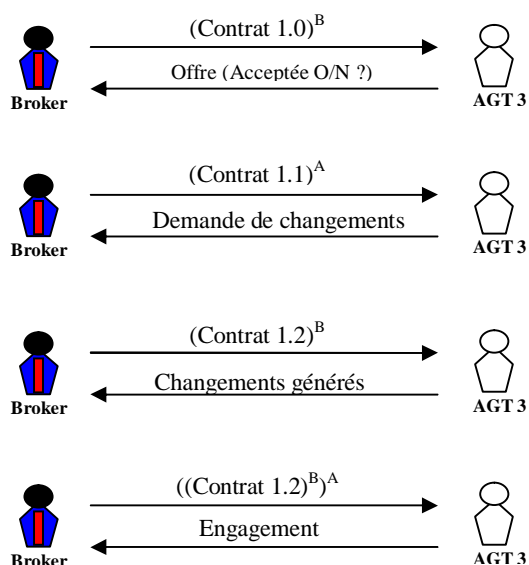 (Contrat 1.0)^B
Offre (Acceptée O/N ?)
Broker
AGT 3
(Contrat 1.1)^A
Demande de changements
Broker
AGT 3
(Contrat 1.2)^B
Changements générés
Broker
AGT 3
((Contrat 1.2)^B)^A
Engagement
Broker
AGT 3